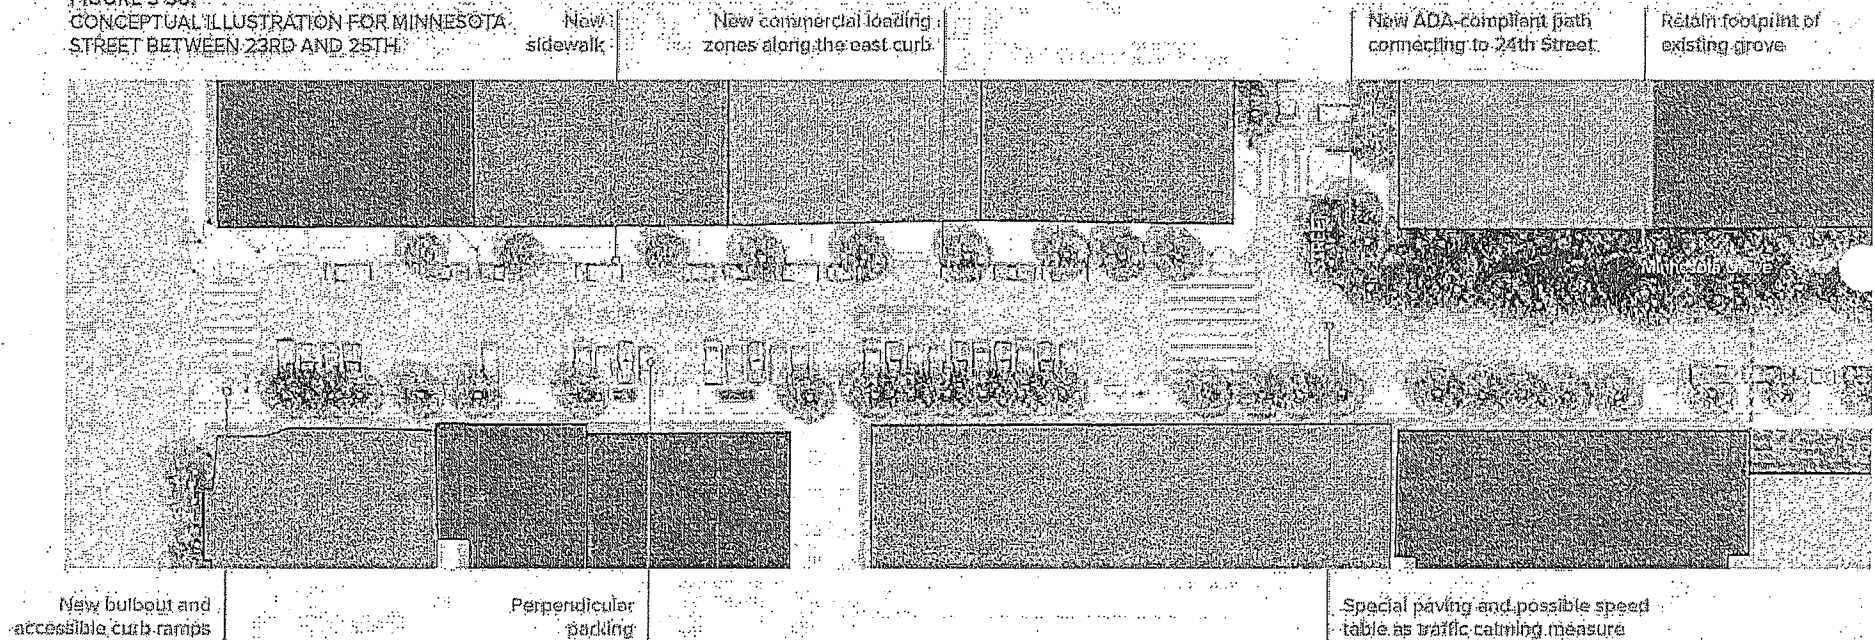 CONCEPTUAL ILLUSTRATION FOR MINNESOTA
STREET BETWEEN 23RD AND 25TH.
New
sidewalk
New commercial loading
zones along the east curb
New ADA-compliant path
connecting to 24th Street
Retain footprint of
existing grove
Minnesota Grove
New bulbout and
accessible curb ramps
Perpendicular
parking
Special paving and possible speed
table as traffic calming measure